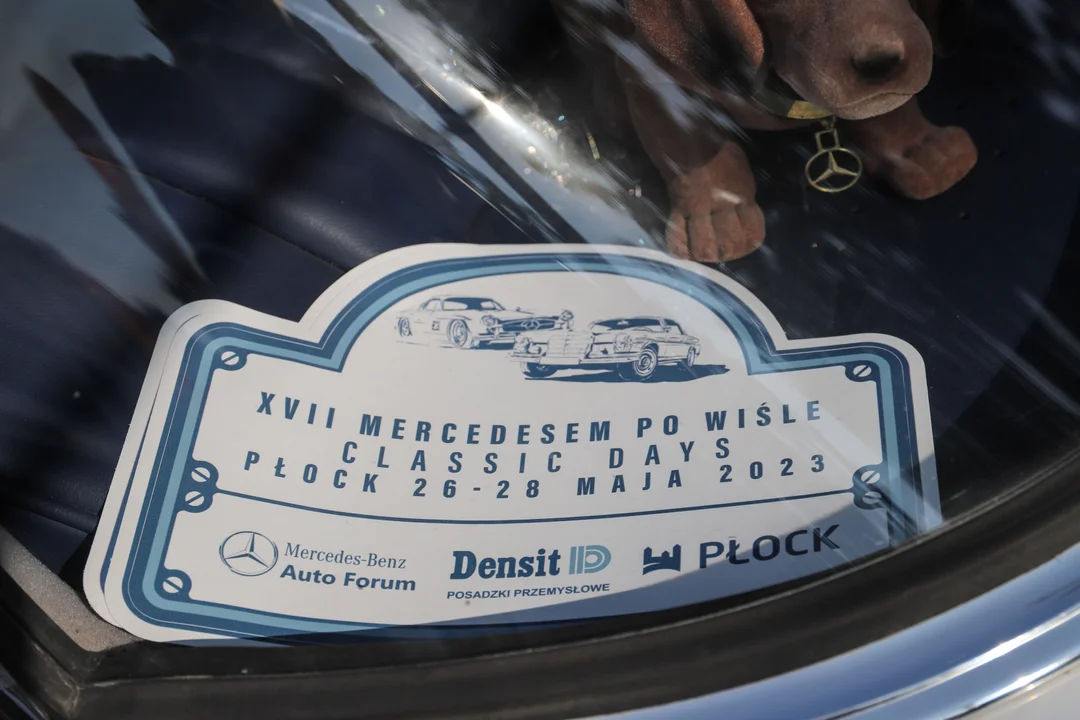 XVII MERCEDESEM PO WIŚLE
CLASSIC DAYS
PŁOCK 26-28 MAJA 2023
Mercedes-Benz
Auto Forum
Densit
POSADZKI PRZEMYSŁOWE
PŁOCK